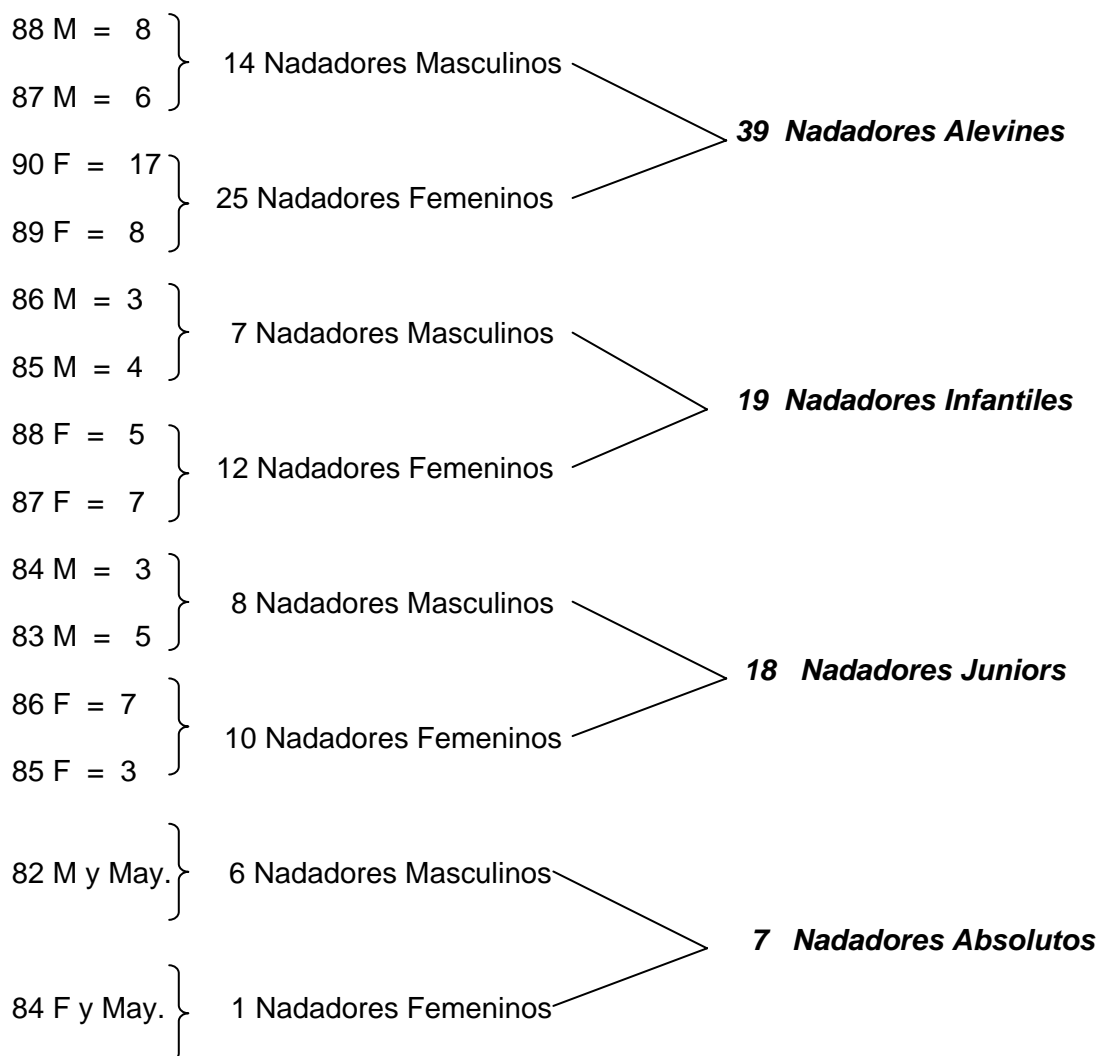 88 M = 8
14 Nadadores Masculinos
87 M = 6
39 Nadadores Alevines
90 F = 17
25 Nadadores Femeninos
89 F = 8
86 M = 3
7 Nadadores Masculinos
85 M = 4
19 Nadadores Infantiles
88 F = 5
12 Nadadores Femeninos
87 F = 7
84 M = 3
8 Nadadores Masculinos
83 M = 5
18 Nadadores Juniors
86 F = 7
10 Nadadores Femeninos
85 F = 3
82 M y May.
6 Nadadores Masculinos
7 Nadadores Absolutos
84 F y May.
1 Nadadores Femeninos